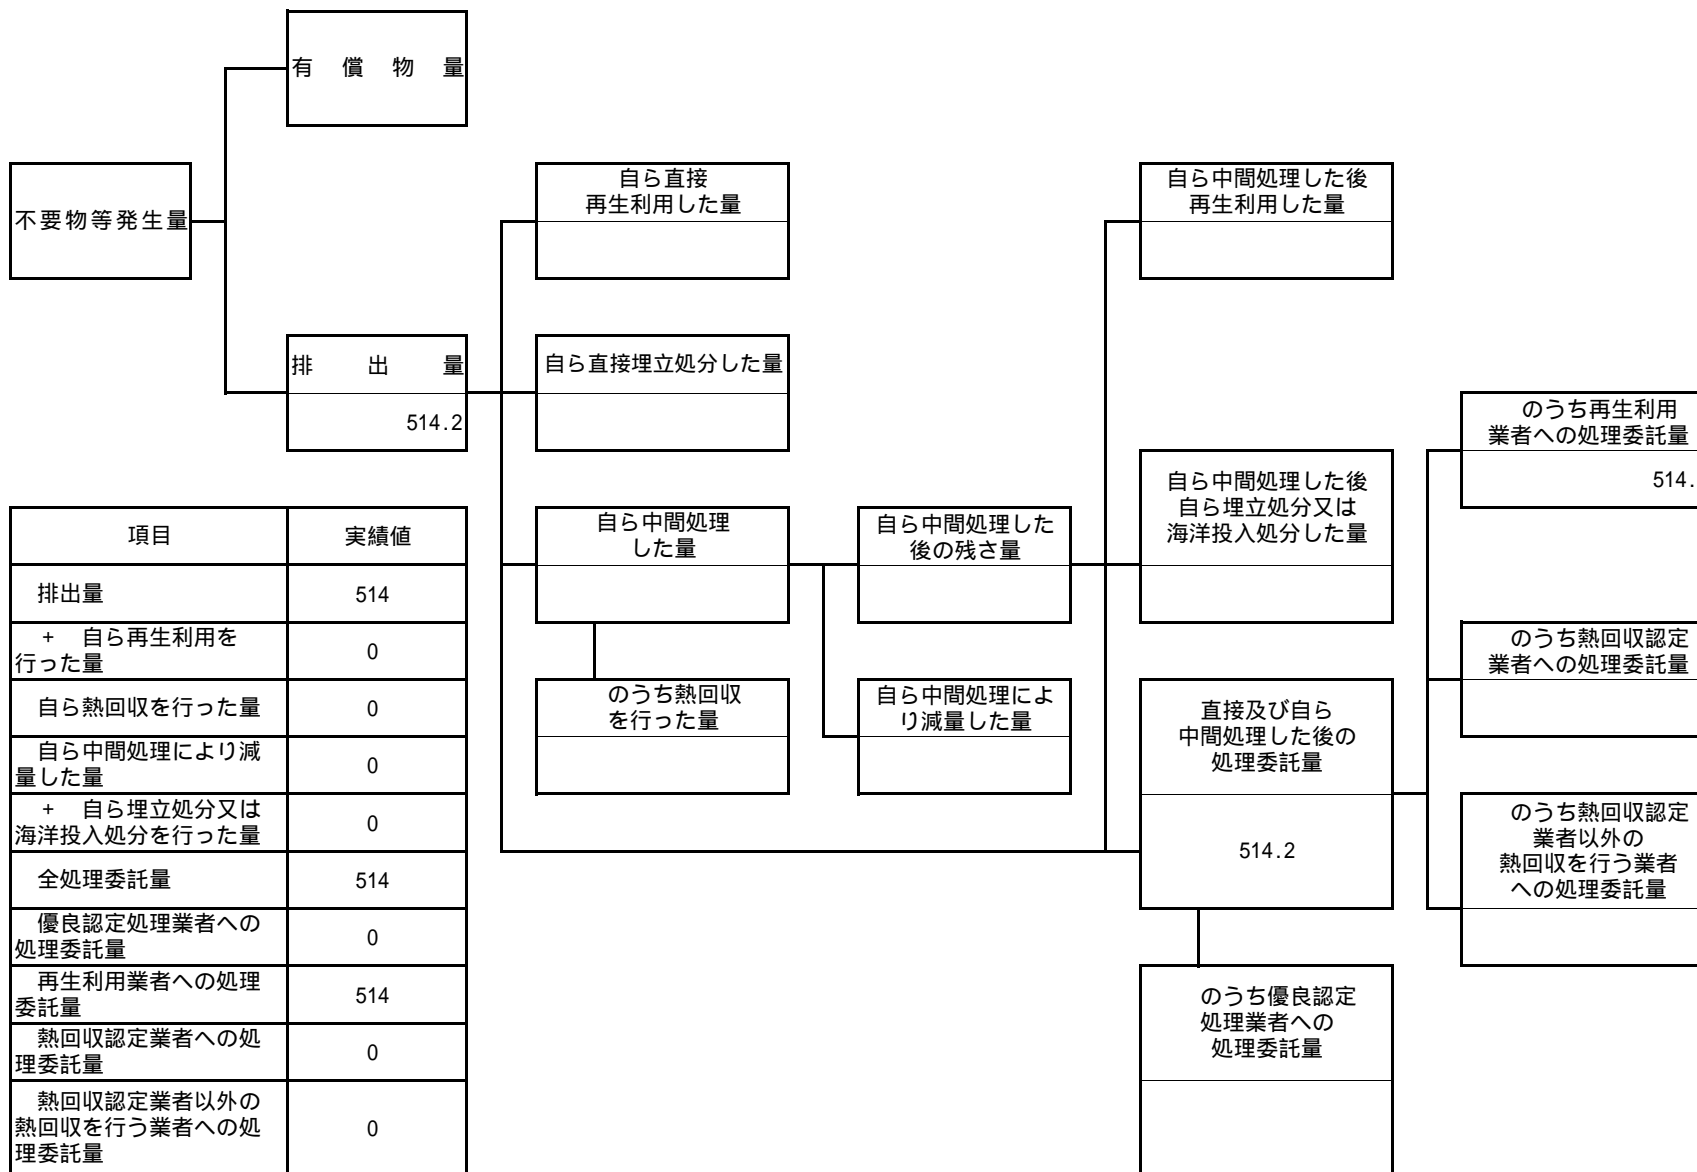 有償物量
不要物等発生量
排出量
514.2
自ら直接
再生利用した量
自ら直接埋立処分した量
自ら中間処理
した量
のうち熱回収
を行った量
自ら中間処理した
後の残さ量
自ら中間処理によ
り減量した量
自ら中間処理した後
再生利用した量
自ら中間処理した後
自ら埋立処分又は
海洋投入処分した量
直接及び自ら
中間処理した後の
処理委託量
514.2
のうち優良認定
処理業者への
処理委託量
のうち再生利用
業者への処理委託量
514.
のうち熱回収認定
業者への処理委託量
のうち熱回収認定
業者以外の
熱回収を行う業者
への処理委託量
項目 実績値
排出量 514
+ 自ら再生利用を
行った量 0
自ら熱回収を行った量 0
自ら中間処理により減
量した量 0
+ 自ら埋立処分又は
海洋投入処分を行った量 0
全処理委託量 514
優良認定処理業者への
処理委託量 0
再生利用業者への処理
委託量 514
熱回収認定業者への処
理委託量 0
熱回収認定業者以外の
熱回収を行う業者への処
理委託量 0